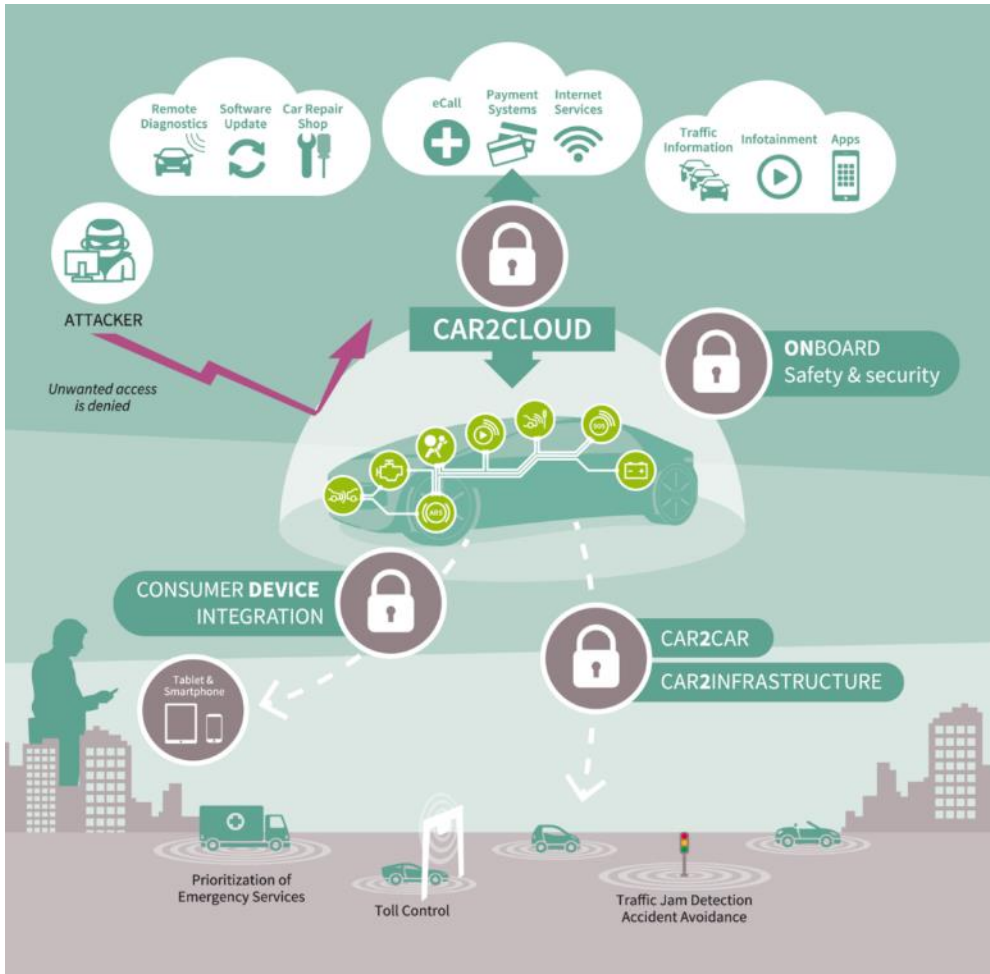 Remote
Diagnostics
Software
Update
Car Repair
Shop
eCall
Payment
Systems
Internet
Services
Traffic
Information
Infotainment
Apps
ATTACKER
Unwanted access
is denied
CAR2CLOUD
ONBOARD
Safety & security
SOS
ABS
CONSUMER DEVICE
INTEGRATION
CAR2CAR
CAR2INFRASTRUCTURE
Tablet &
Smartphone
Prioritization of
Emergency Services
Toll Control
Traffic Jam Detection
Accident Avoidance